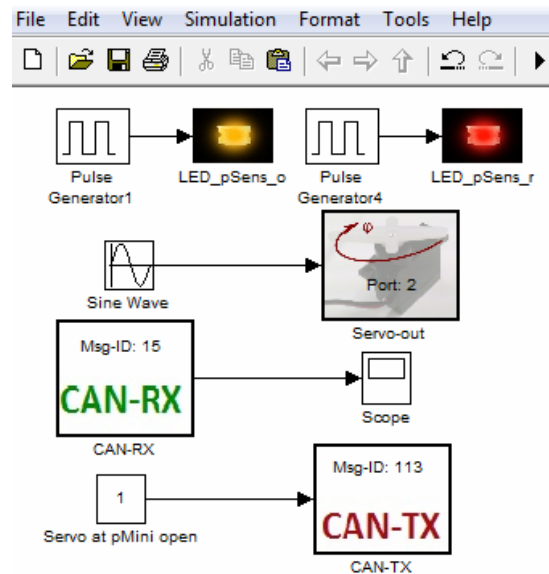 File Edit View Simulation Format Tools Help
Pulse Generator1
LED_pSens_o
Pulse Generator4
LED_pSens_r
Sine Wave
φ
Port: 2
Servo-out
Msg-ID: 15
CAN-RX
CAN-RX
Scope
1
Servo at pMini open
Msg-ID: 113
CAN-TX
CAN-TX